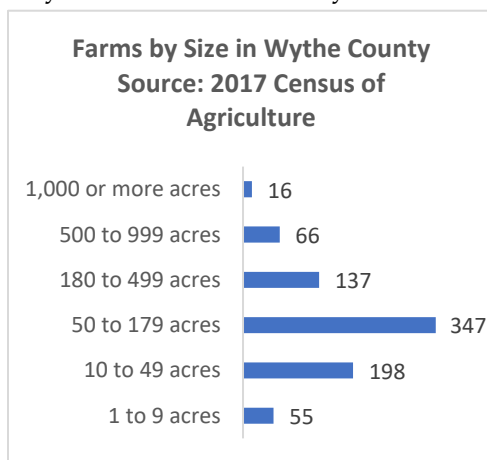 Farms by Size in Wythe County
Source: 2017 Census of
Agriculture
1,000 or more acres 16
500 to 999 acres 66
180 to 499 acres 137
50 to 179 acres 347
10 to 49 acres 198
1 to 9 acres 55